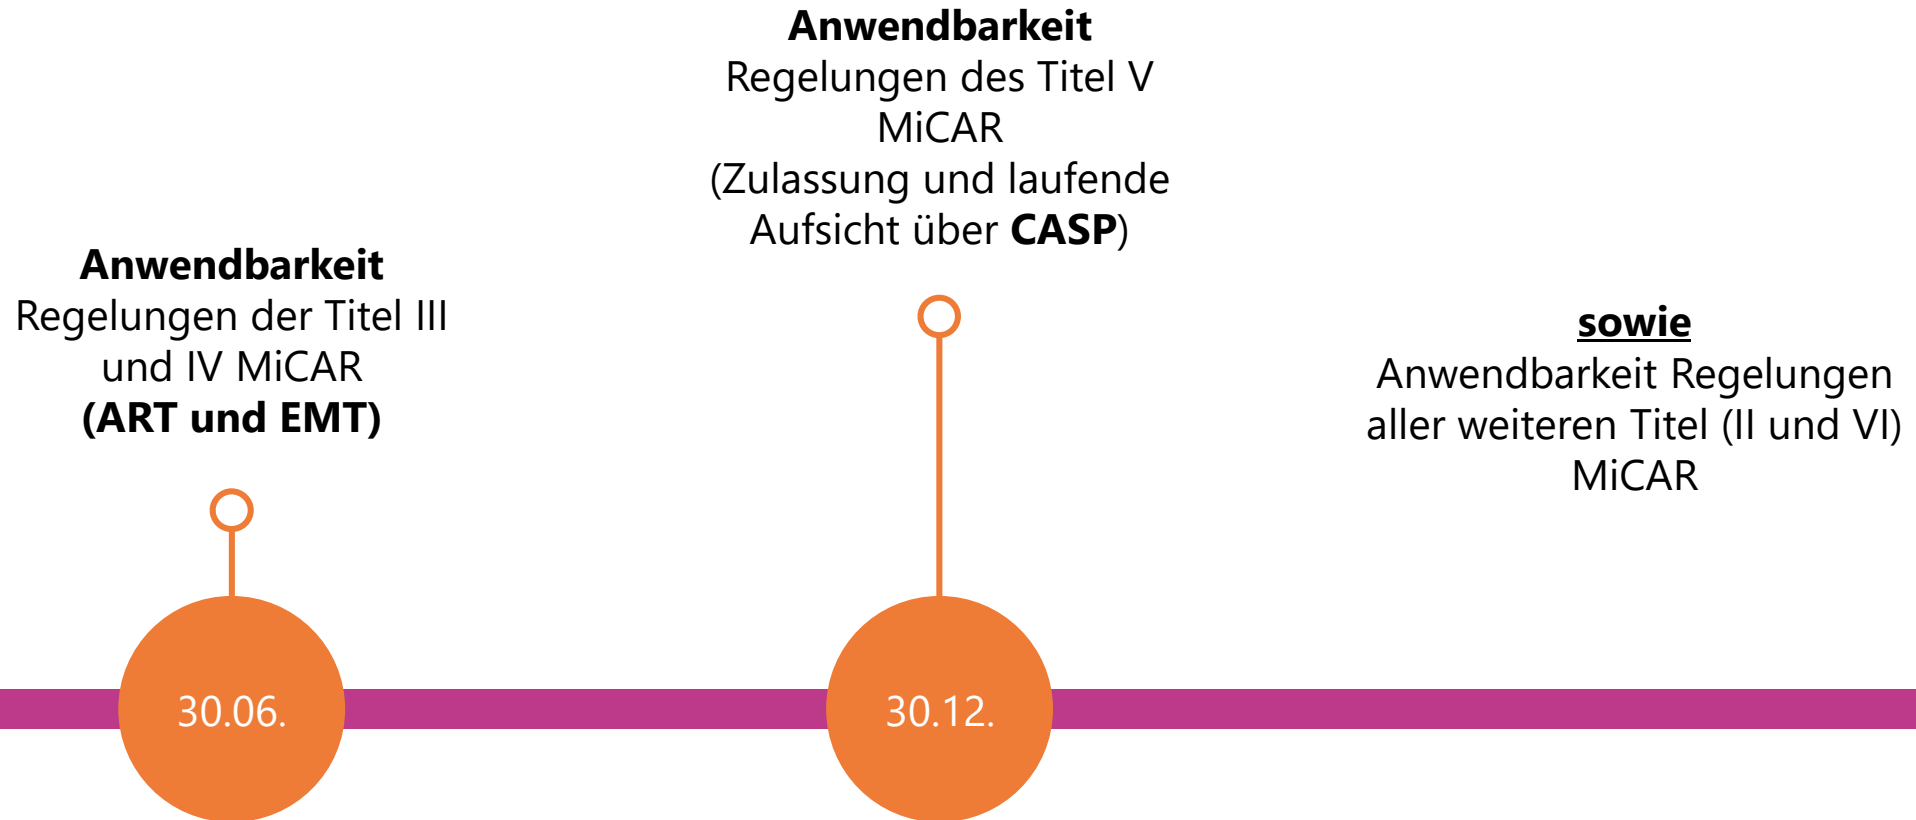 Anwendbarkeit
Regelungen der Titel III
und IV MiCAR
(ART und EMT)
30.06.
Anwendbarkeit
Regelungen des Titel V
MiCAR
(Zulassung und laufende
Aufsicht über CASP)
30.12.
sowie
Anwendbarkeit Regelungen
aller weiteren Titel (II und VI)
MiCAR